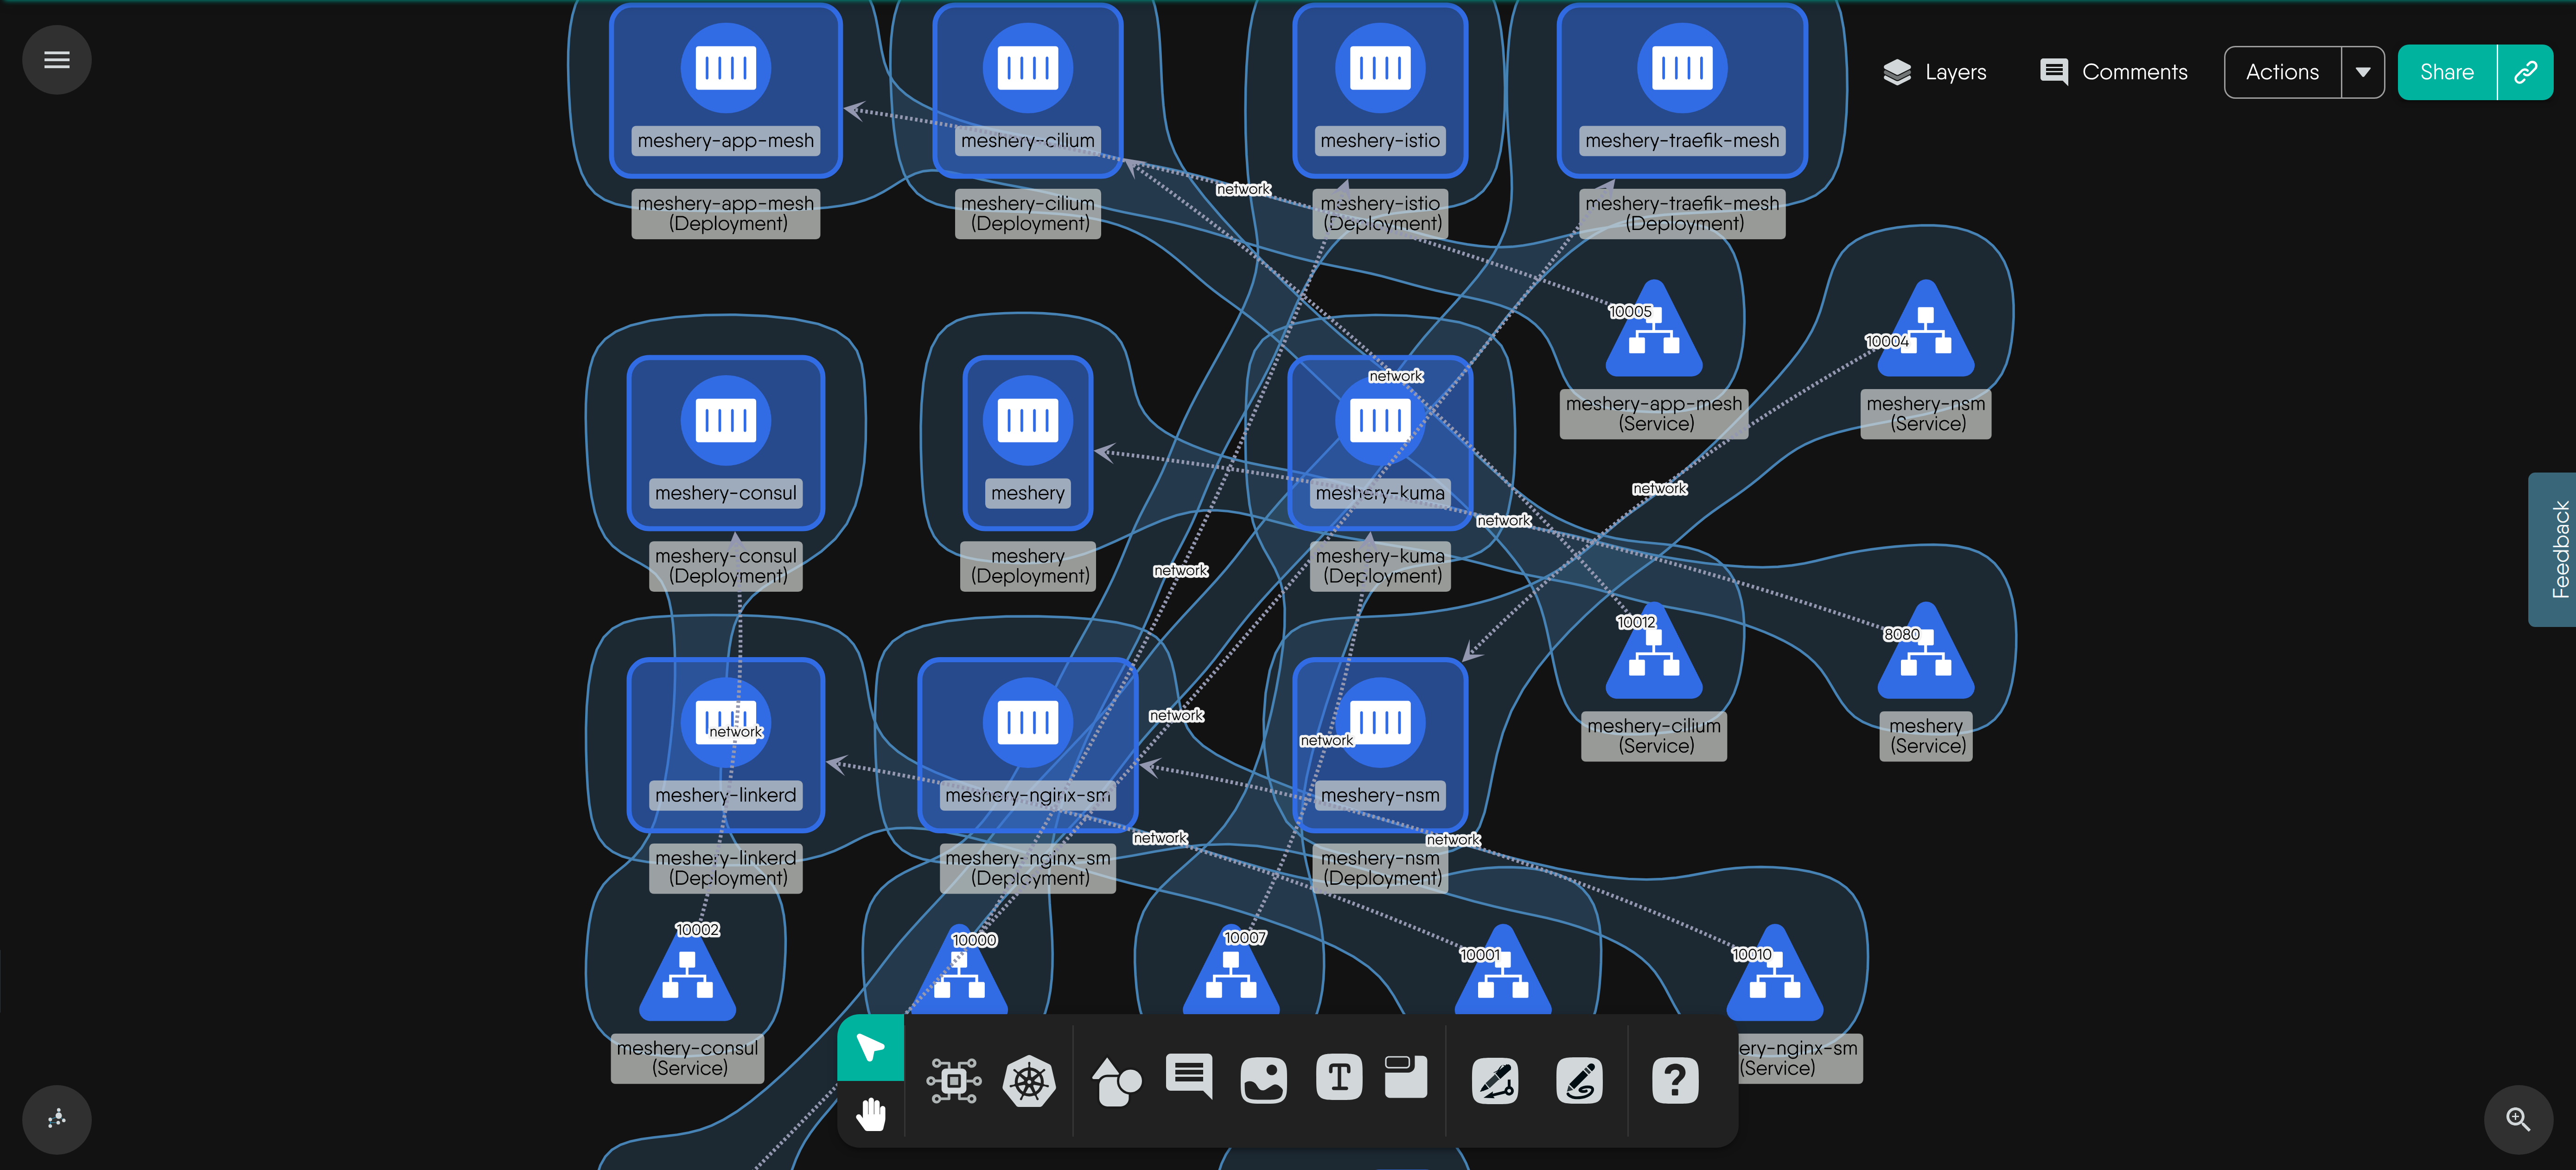 Layers
Comments
Actions
Share
meshery-app-mesh
meshery-cilium
meshery-istio
meshery-traefik-mesh
network
meshery-app-mesh
(Deployment)
meshery-cilium
(Deployment)
meshery-istio
(Deployment)
meshery-traefik-mesh
(Deployment)
10005
10004
network
meshery-app-mesh
(Service)
meshery-nsm
(Service)
meshery-consul
meshery
meshery-kuma
network
network
Feedback
meshery-consul
(Deployment)
meshery
(Deployment)
network
meshery-kuma
(Deployment)
10012
8080
meshery-cilium
(Service)
meshery
(Service)
network
network
network
meshery-linkerd
meshery-nginx-sm
meshery-nsm
network
network
meshery-linkerd
(Deployment)
meshery-nginx-sm
(Deployment)
meshery-nsm
(Deployment)
10002
10000
10007
10001
10010
meshery-consul
(Service)
ery-nginx-sm
(Service)
T
?